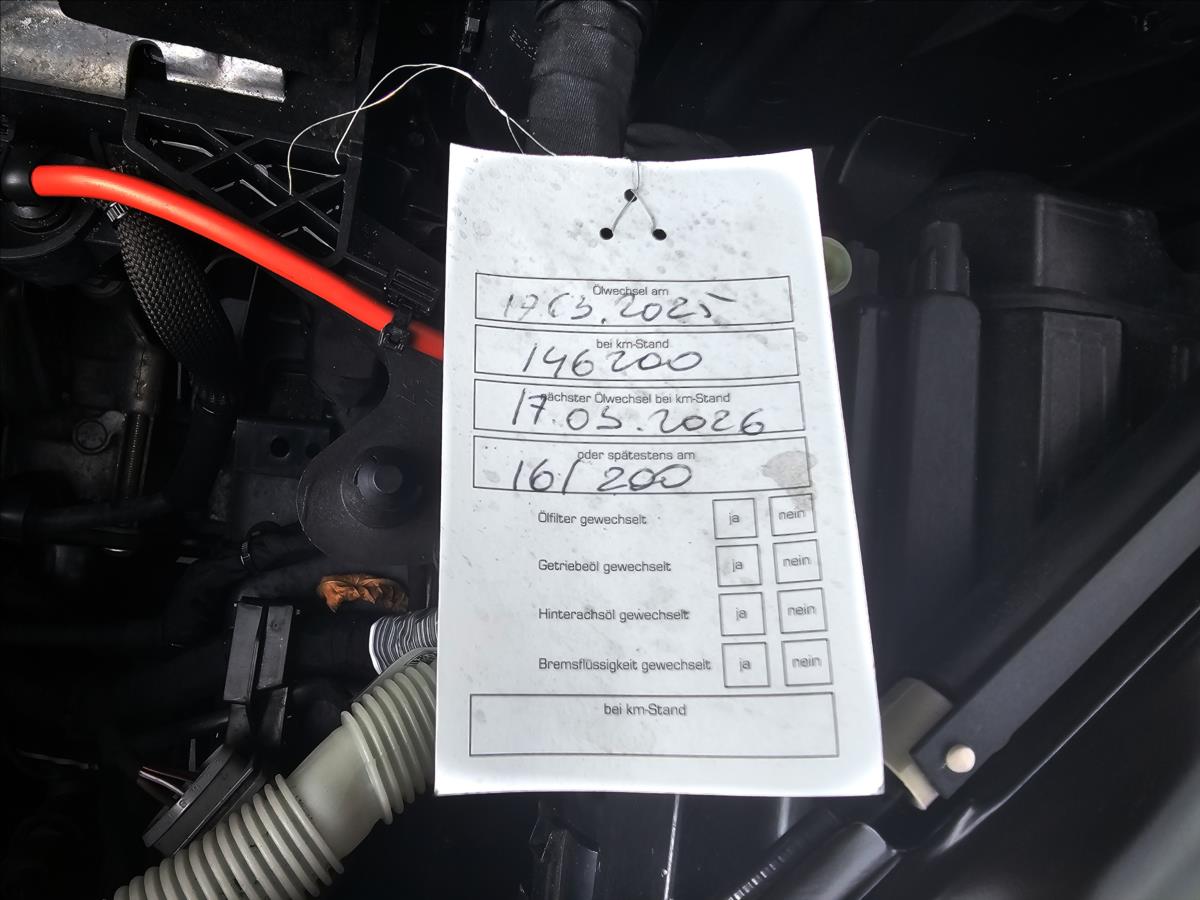 Ölwechsel am
17.03.2025
bei km-Stand
146200
nächster Ölwechsel bei km-Stand
17.03.2026
oder spätestens am
161200
Ölfilter gewechselt ja nein
Getriebeöl gewechselt ja nein
Hinterachsöl gewechselt ja nein
Bremsflüssigkeit gewechselt ja nein
bei km-Stand